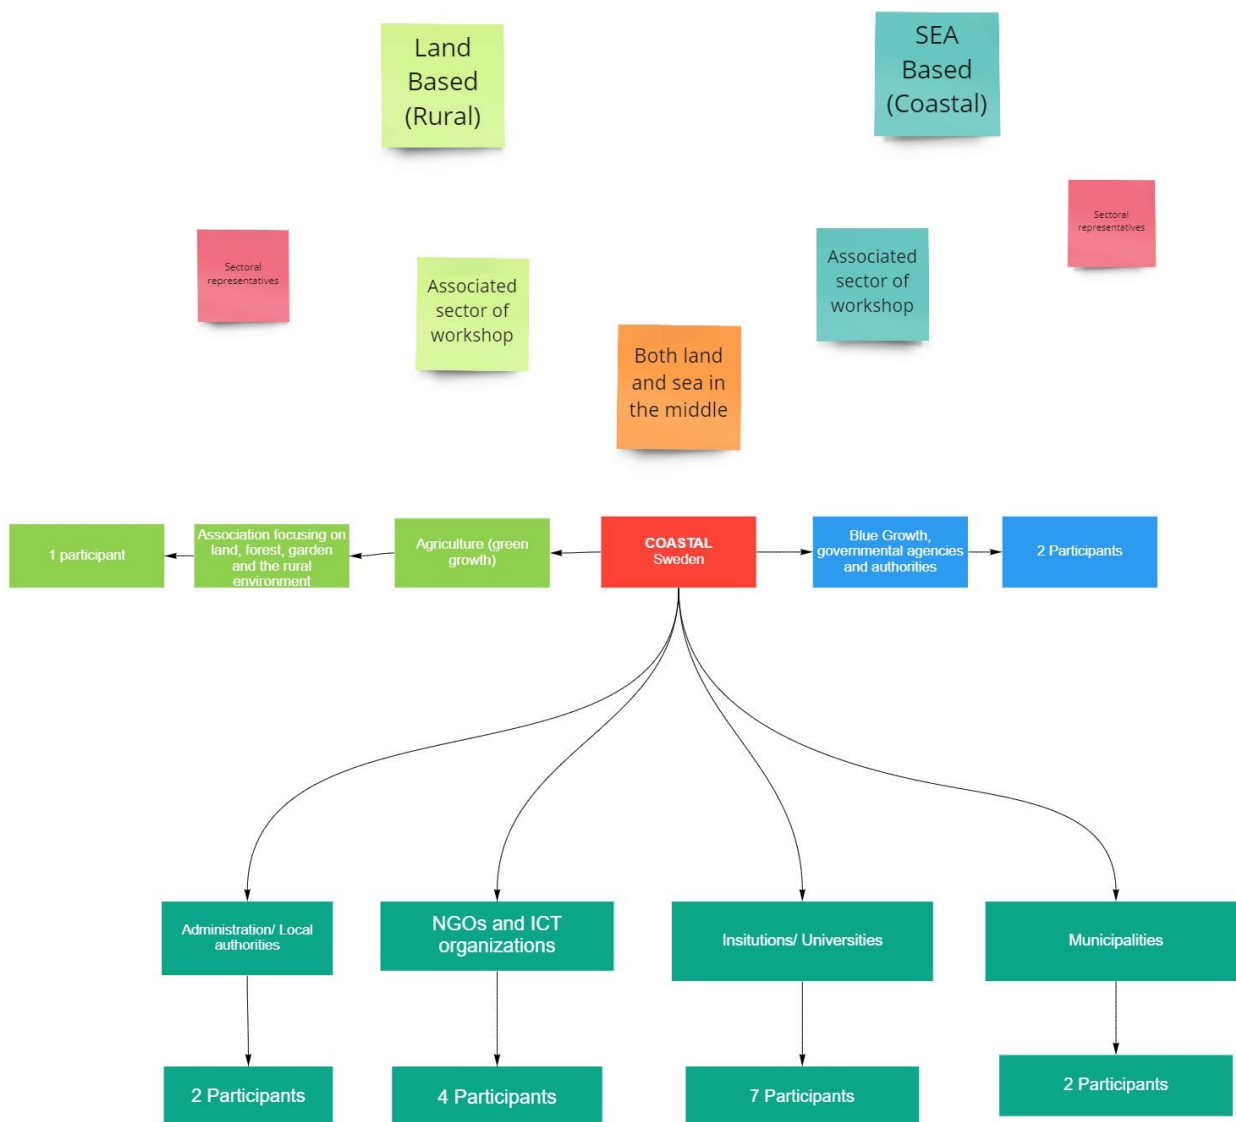 Land
Based
(Rural)
SEA
Based
(Coastal)
Sectoral
representatives
Sectoral
representatives
Associated
sector of
workshop
Associated
sector of
workshop
Both land
and sea in
the middle
1 participant
Association focusing on
land, forest, garden
and the rural
environment
Agriculture (green
growth)
COASTAL
Sweden
Blue Growth,
governmental agencies
and authorities
2 Participants
Administration/ Local
authorities
NGOs and ICT
organizations
Insitutions/ Universities
Municipalities
2 Participants
4 Participants
7 Participants
2 Participants